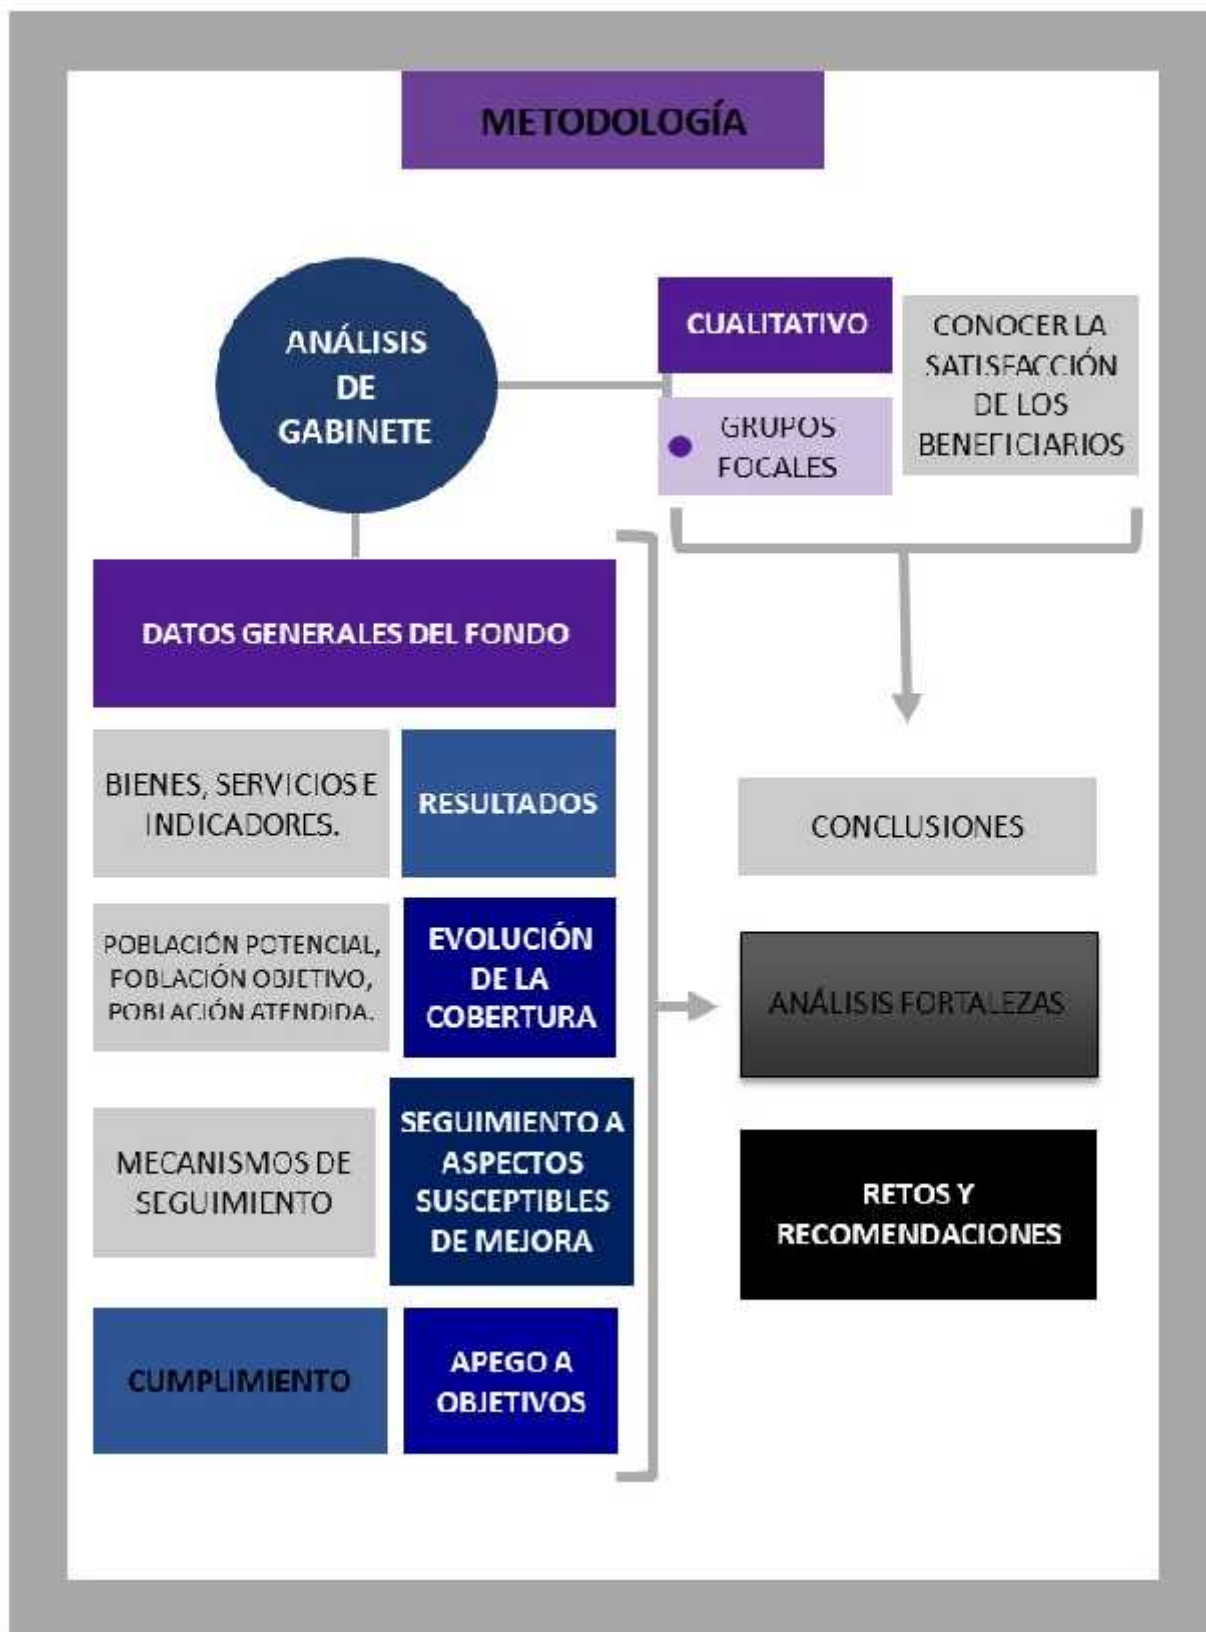 METODOLOGÍA
ANÁLISIS
DE
GABINETE
CUALITATIVO
GRUPOS
FOCALES
CONOCER LA
SATISFACCIÓN
DE LOS
BENEFICIARIOS
DATOS GENERALES DEL FONDO
BIENES, SERVICIOS E
INDICADORES.
RESULTADOS
POBLACIÓN POTENCIAL,
FOBLACIÓN OBJETIVO,
POBLACIÓN ATENDIDA.
EVOLUCIÓN
DE LA
COBERTURA
MECANISMOS DE
SEGUIMIENTO
SEGUIMIENTO A
ASPECTOS
SUSCEPTIBLES
DE MEJORA
CUMPLIMIENTO
APEGO A
OBJETIVOS
CONCLUSIONES
ANÁLISIS FORTALEZAS
RETOS Y
RECOMENDACIONES